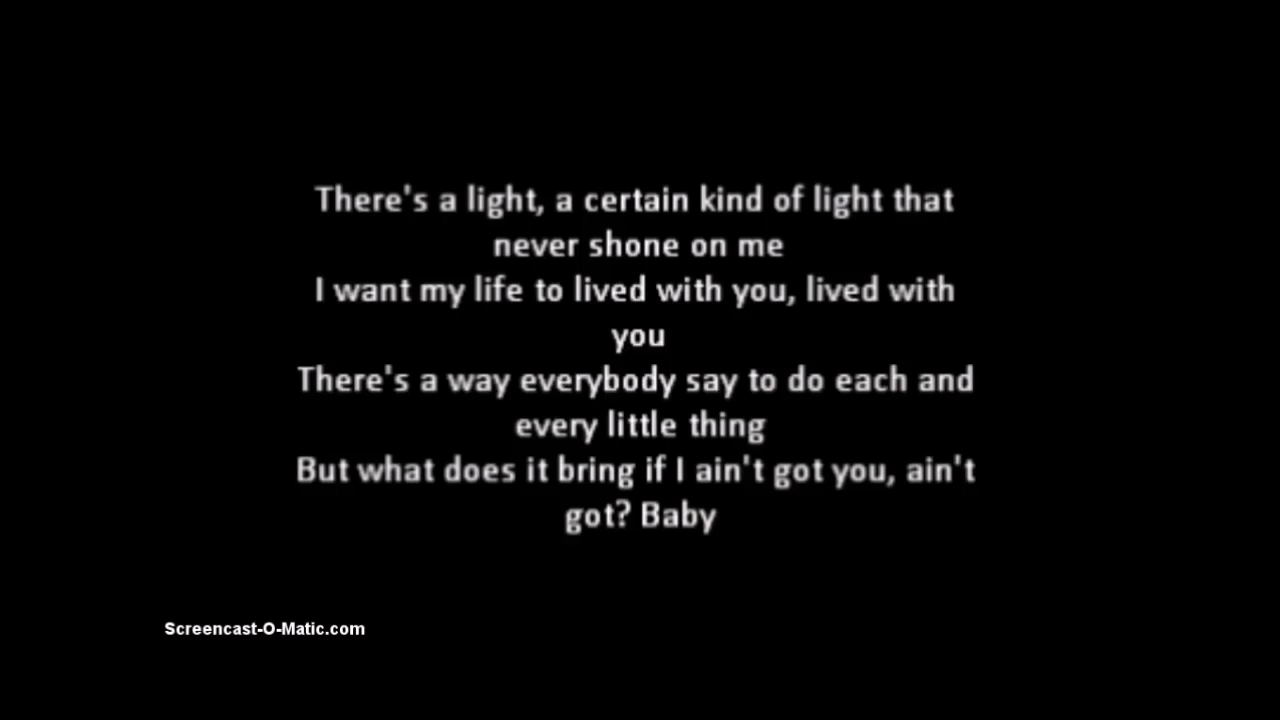 There's a light, a certain kind of light that
never shone on me
I want my life to lived with you, lived with
you
There's a way everybody say to do each and
every little thing
But what does it bring if I ain't got you, ain't
got? Baby
Screencast-O-Matic.com